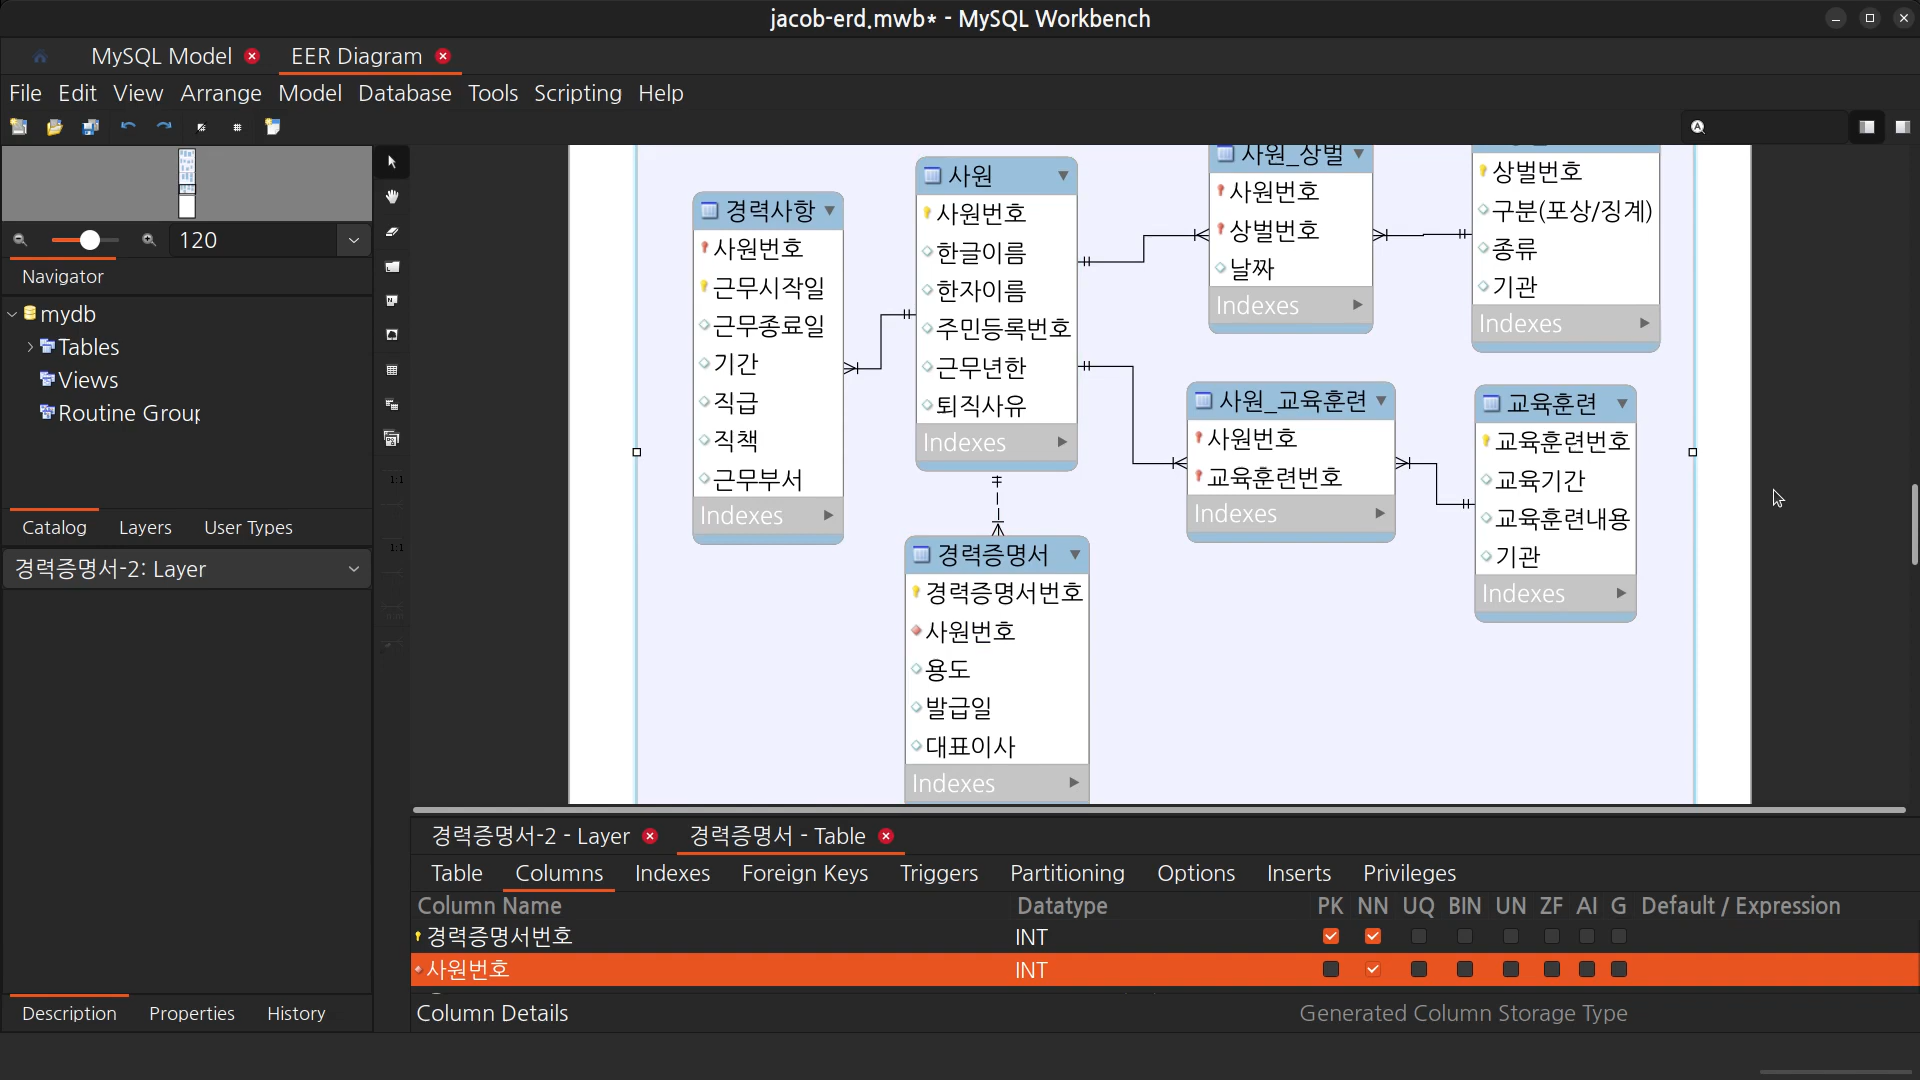 jacob-erd.mwb* - MySQL Workbench
MySQL Model
EER Diagram
File Edit View Arrange Model Database Tools Scripting Help
120
Navigator
mydb
Tables
Views
Routine Group
Catalog Layers User Types
경력증명서-2: Layer
Description Properties History
경력사항
사원번호
근무시작일
근무종료일
기간
직급
직책
근무부서
Indexes
사원
사원번호
한글이름
한자이름
주민등록번호
근무년한
퇴직사유
Indexes
사원_상벌
사원번호
상벌번호
날짜
Indexes
상벌번호
구분(포상/징계)
종류
기관
Indexes
사원_교육훈련
사원번호
교육훈련번호
Indexes
교육훈련
교육훈련번호
교육기간
교육훈련내용
기관
Indexes
경력증명서
경력증명서번호
사원번호
용도
발급일
대표이사
Indexes
경력증명서-2 - Layer
경력증명서 - Table
Table Columns Indexes Foreign Keys Triggers Partitioning Options Inserts Privileges
Column Name Datatype PK NN UQ BIN UN ZF AI G Default / Expression
경력증명서번호 INT
사원번호 INT
Column Details Generated Column Storage Type